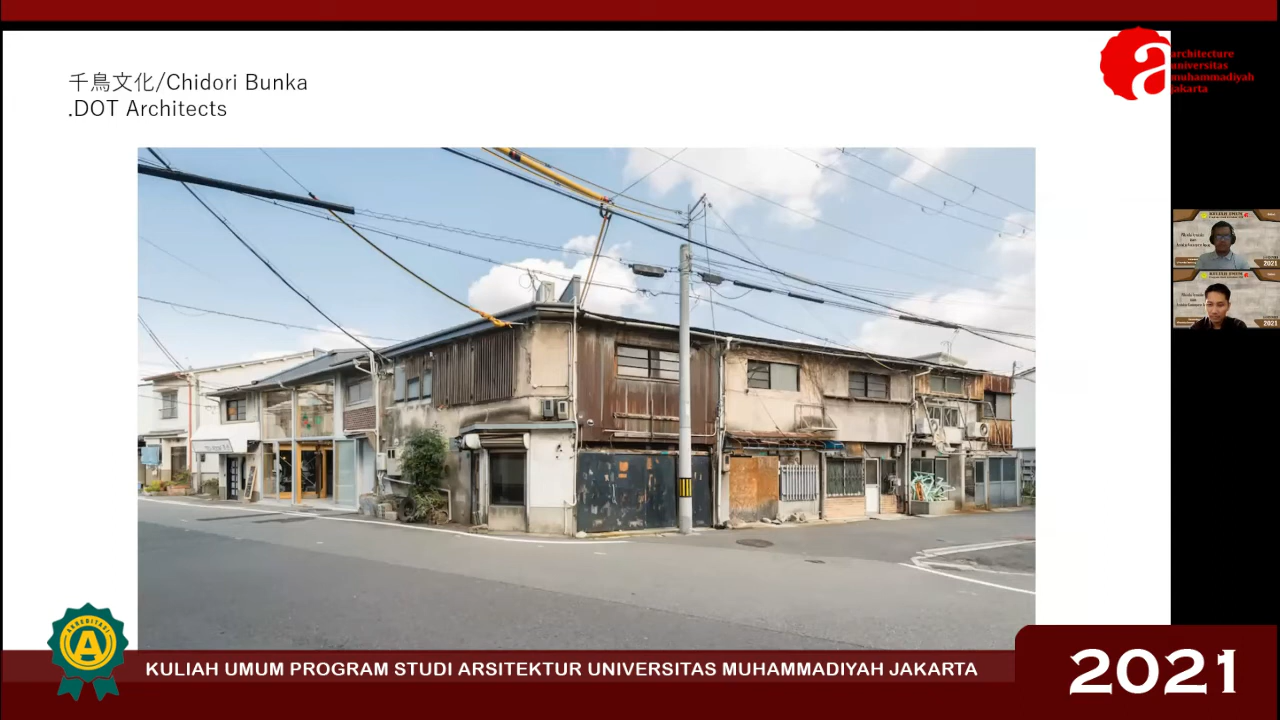 千鳥文化/Chidori Bunka
.DOT Architects
architecture
universitas
muhammadiyah
jakarta
AKREDITASI
A
KULIAH UMUM PROGRAM STUDI ARSITEKTUR UNIVERSITAS MUHAMMADIYAH JAKARTA
2021